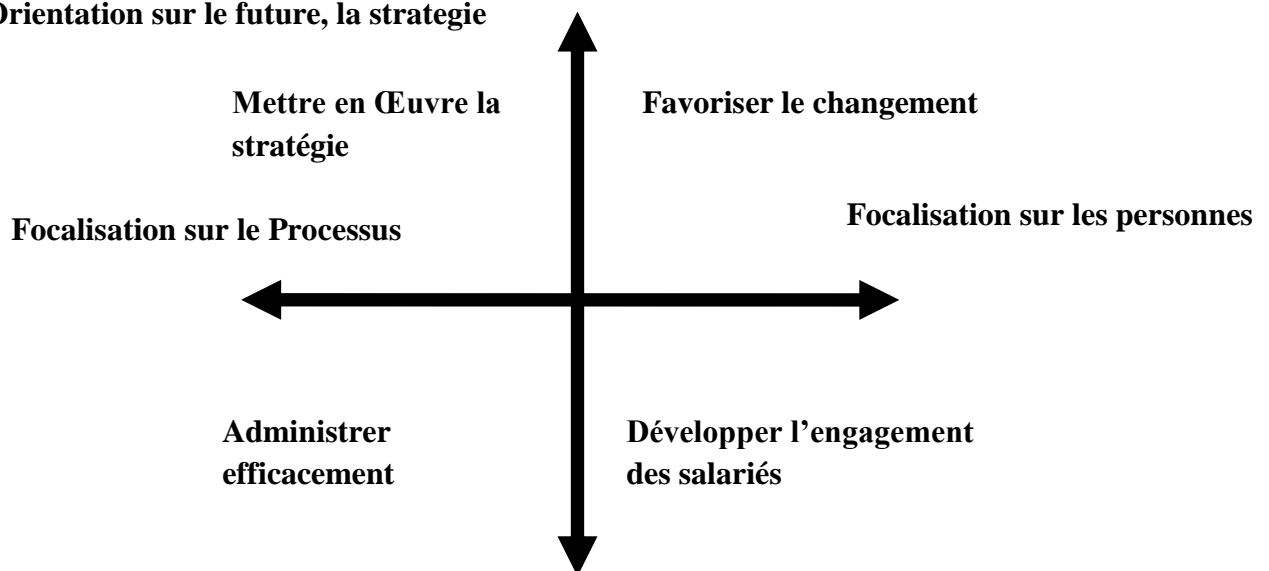 Orientation sur le future, la strategie
Mettre en Œuvre la
stratégie
Favoriser le changement
Focalisation sur le Processus
Focalisation sur les personnes
Administrer
efficacement
Développer l’engagement
des salariés